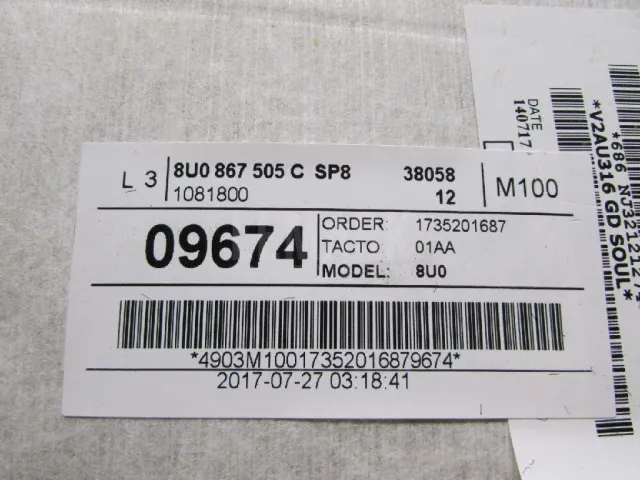 L 3
8U0 867 505 C SP8 38058
1081800 12
M100
09674
ORDER: 1735201687
TACTO 01AA
MODEL: 8U0
*4903M10017352016879674*
2017-07-27 03:18:41
DATE
140717
*V2AU316 GD SOUL*